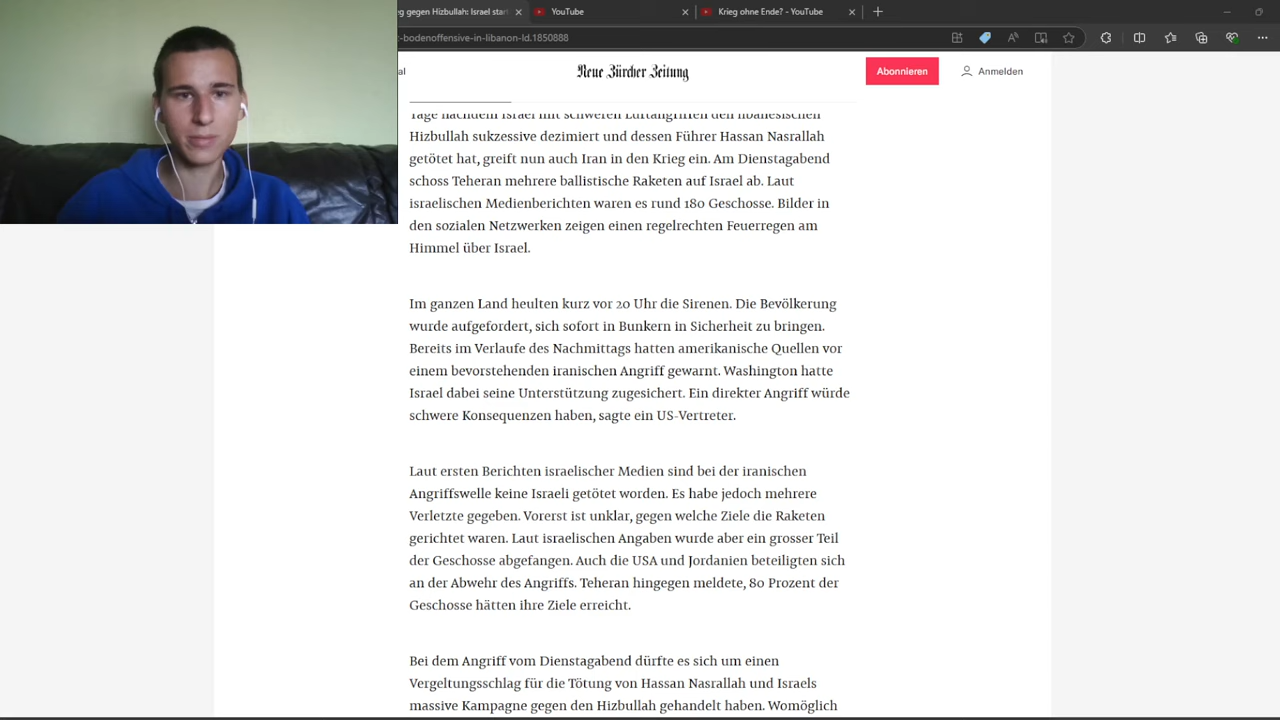 eg gegen Hizbullah: Israel star
YouTube
Krieg ohne Ende? - YouTube
-bodenoffensive-in-libanon-ld.1850888
al
Neue Zürcher Zeitung
Abonnieren
Anmelden
Tage nachdem Israel mit schweren Luftangriffen den libanesischen
Hizbullah sukzessive dezimiert und dessen Führer Hassan Nasrallah
getötet hat, greift nun auch Iran in den Krieg ein. Am Dienstagabend
schoss Teheran mehrere ballistische Raketen auf Israel ab. Laut
israelischen Medienberichten waren es rund 180 Geschosse. Bilder in
den sozialen Netzwerken zeigen einen regelrechten Feuerregen am
Himmel über Israel.
Im ganzen Land heulten kurz vor 20 Uhr die Sirenen. Die Bevölkerung
wurde aufgefordert, sich sofort in Bunkern in Sicherheit zu bringen.
Bereits im Verlaufe des Nachmittags hatten amerikanische Quellen vor
einem bevorstehenden iranischen Angriff gewarnt. Washington hatte
Israel dabei seine Unterstützung zugesichert. Ein direkter Angriff würde
schwere Konsequenzen haben, sagte ein US-Vertreter.
Laut ersten Berichten israelischer Medien sind bei der iranischen
Angriffswelle keine Israeli getötet worden. Es habe jedoch mehrere
Verletzte gegeben. Vorerst ist unklar, gegen welche Ziele die Raketen
gerichtet waren. Laut israelischen Angaben wurde aber ein grosser Teil
der Geschosse abgefangen. Auch die USA und Jordanien beteiligten sich
an der Abwehr des Angriffs. Teheran hingegen meldete, 80 Prozent der
Geschosse hätten ihre Ziele erreicht.
Bei dem Angriff vom Dienstagabend dürfte es sich um einen
Vergeltungsschlag für die Tötung von Hassan Nasrallah und Israels
massive Kampagne gegen den Hizbullah gehandelt haben. Womöglich